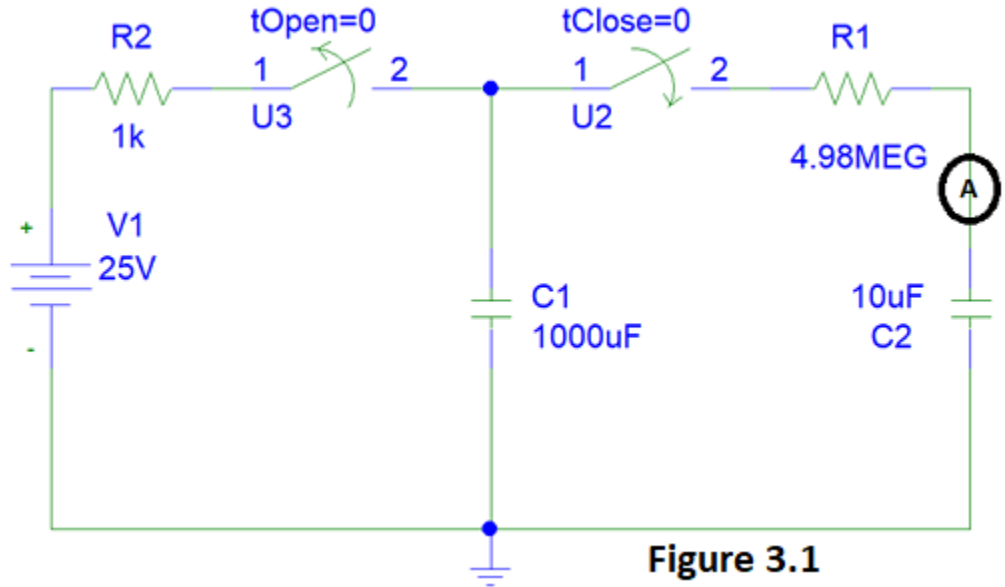 tOpen=0
tClose=0
R2
R1
1
2
1
2
U3
U2
1k
4.98MEG
A
+
V1
25V
-
C1
1000uF
10uF
C2
Figure 3.1